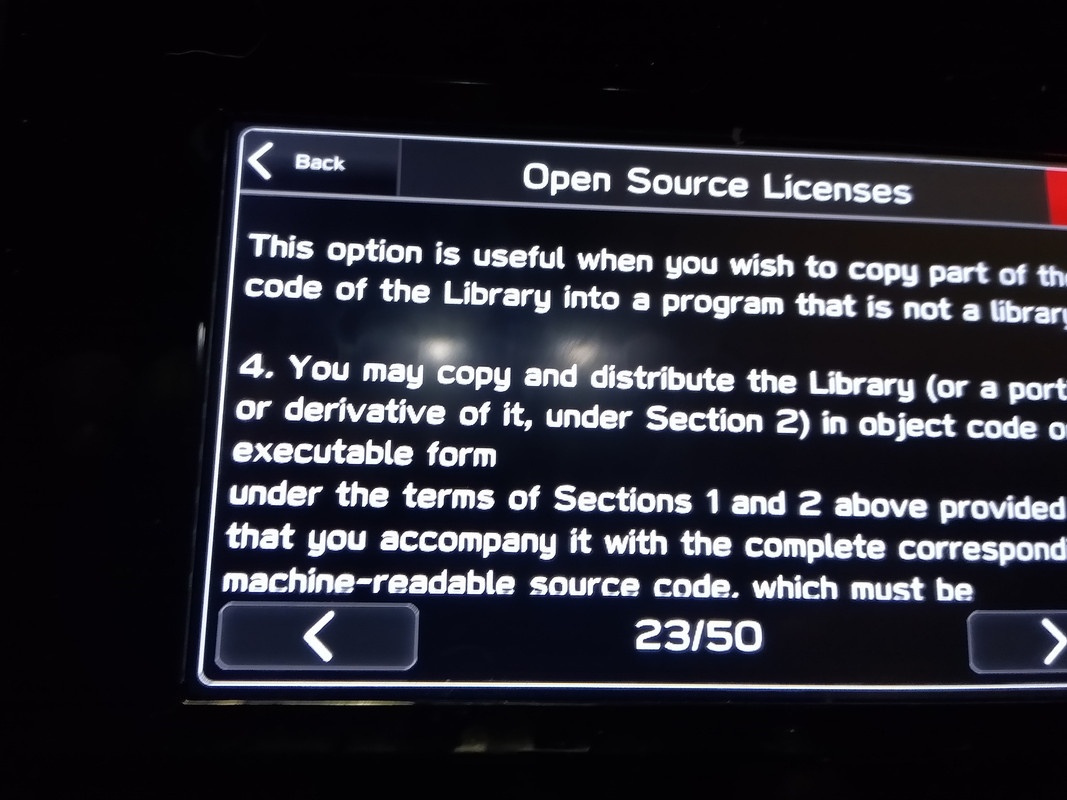 Back
Open Source Licenses
This option is useful when you wish to copy part of the
code of the Library into a program that is not a library
4. You may copy and distribute the Library (or a port
or derivative of it, under Section 2) in object code o
executable form
under the terms of Sections 1 and 2 above provided
that you accompany it with the complete correspond
machine-readable source code, which must be
23/50